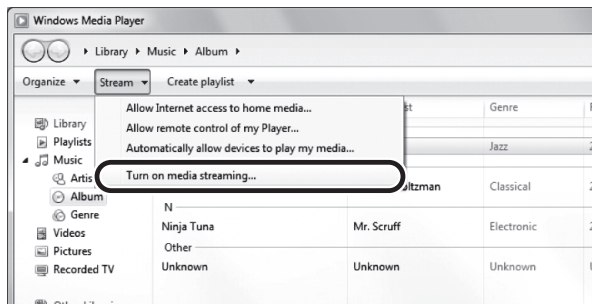 Windows Media Player
Library Music Album
Organize Stream Create playlist
Allow Internet access to home media...
Allow remote control of my Player...
Automatically allow devices to play my media...
Turn on media streaming...
Library
Playlists
Music
Artis
Album
Genre
Videos
Pictures
Recorded TV
st Genre
Jazz
oltzman Classical
N
Ninja Tuna Mr. Scruff Electronic
Other
Unknown Unknown Unknown